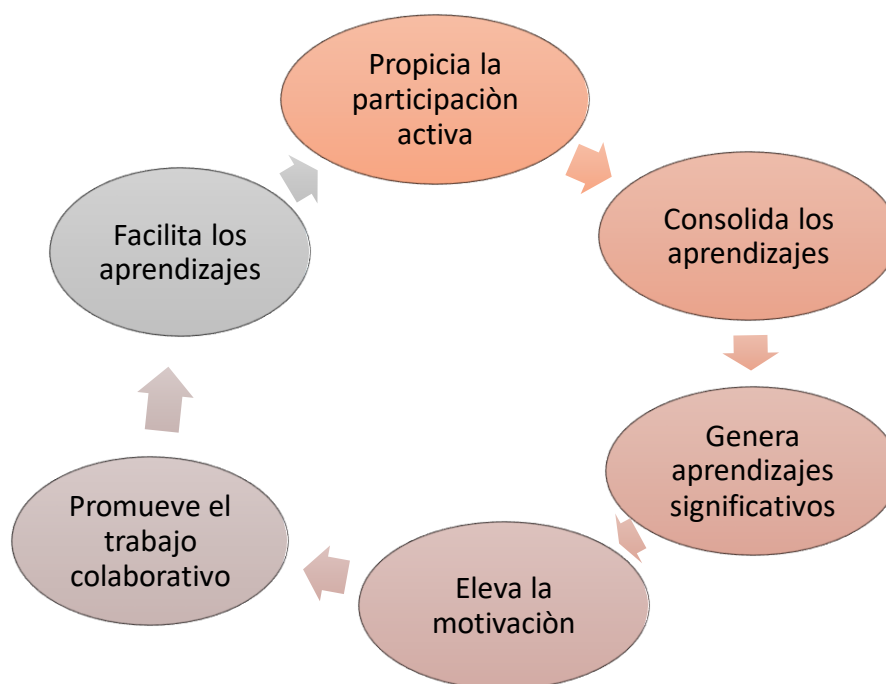 Propicia la
participaciòn
activa
Consolida los
aprendizajes
Genera
aprendizajes
significativos
Eleva la
motivaciòn
Promueve el
trabajo
colaborativo
Facilita los
aprendizajes